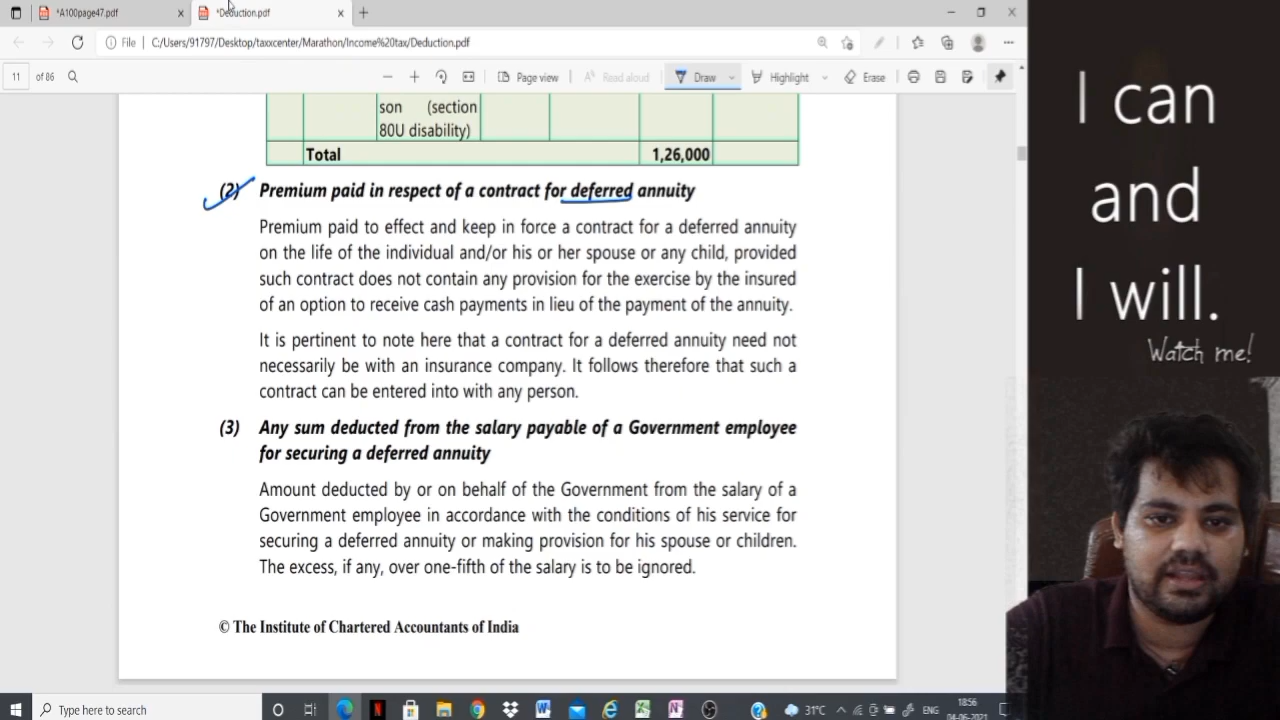 *A100page47.pdf
*Deduction.pdf
File
C:/Users/91797/Desktop/taxxcenter/Marathon/Income%20tax/Deduction.pdf
11 of 86
Page view
Read aloud
Draw
Highlight
Erase
son (section
80U disability)
Total 1,26,000
(2) Premium paid in respect of a contract for deferred annuity
Premium paid to effect and keep in force a contract for a deferred annuity
on the life of the individual and/or his or her spouse or any child, provided
such contract does not contain any provision for the exercise by the insured
of an option to receive cash payments in lieu of the payment of the annuity.
It is pertinent to note here that a contract for a deferred annuity need not
necessarily be with an insurance company. It follows therefore that such a
contract can be entered into with any person.
(3) Any sum deducted from the salary payable of a Government employee
for securing a deferred annuity
Amount deducted by or on behalf of the Government from the salary of a
Government employee in accordance with the conditions of his service for
securing a deferred annuity or making provision for his spouse or children.
The excess, if any, over one-fifth of the salary is to be ignored.
© The Institute of Chartered Accountants of India
I can
and
I will.
Watch me!
Type here to search
31°C
ENG
18:56
04-06-2021